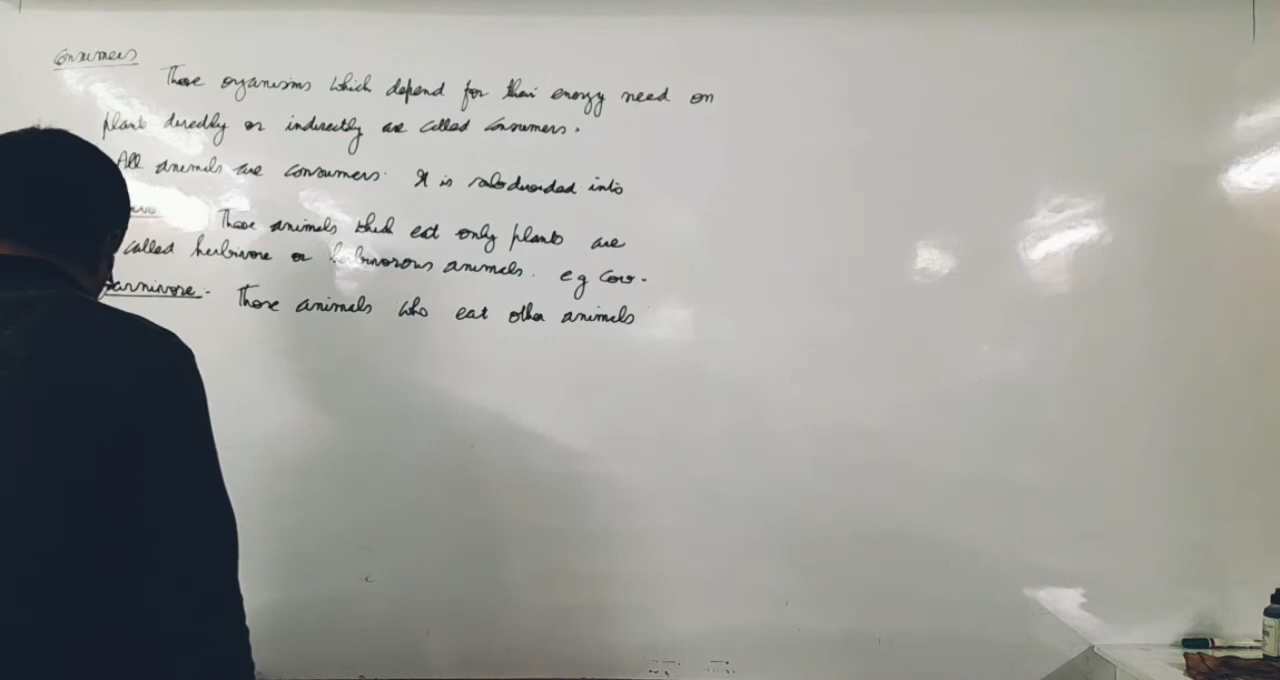 Consumers
Those organisms which depend for their energy need on
plants directly or indirectly are called consumers.
All animals are consumers. It is subdivided into
Those animals which eat only plants are
called herbivore or herbivorous animals. eg Cow.
Carnivore:- Those animals who eat other animals